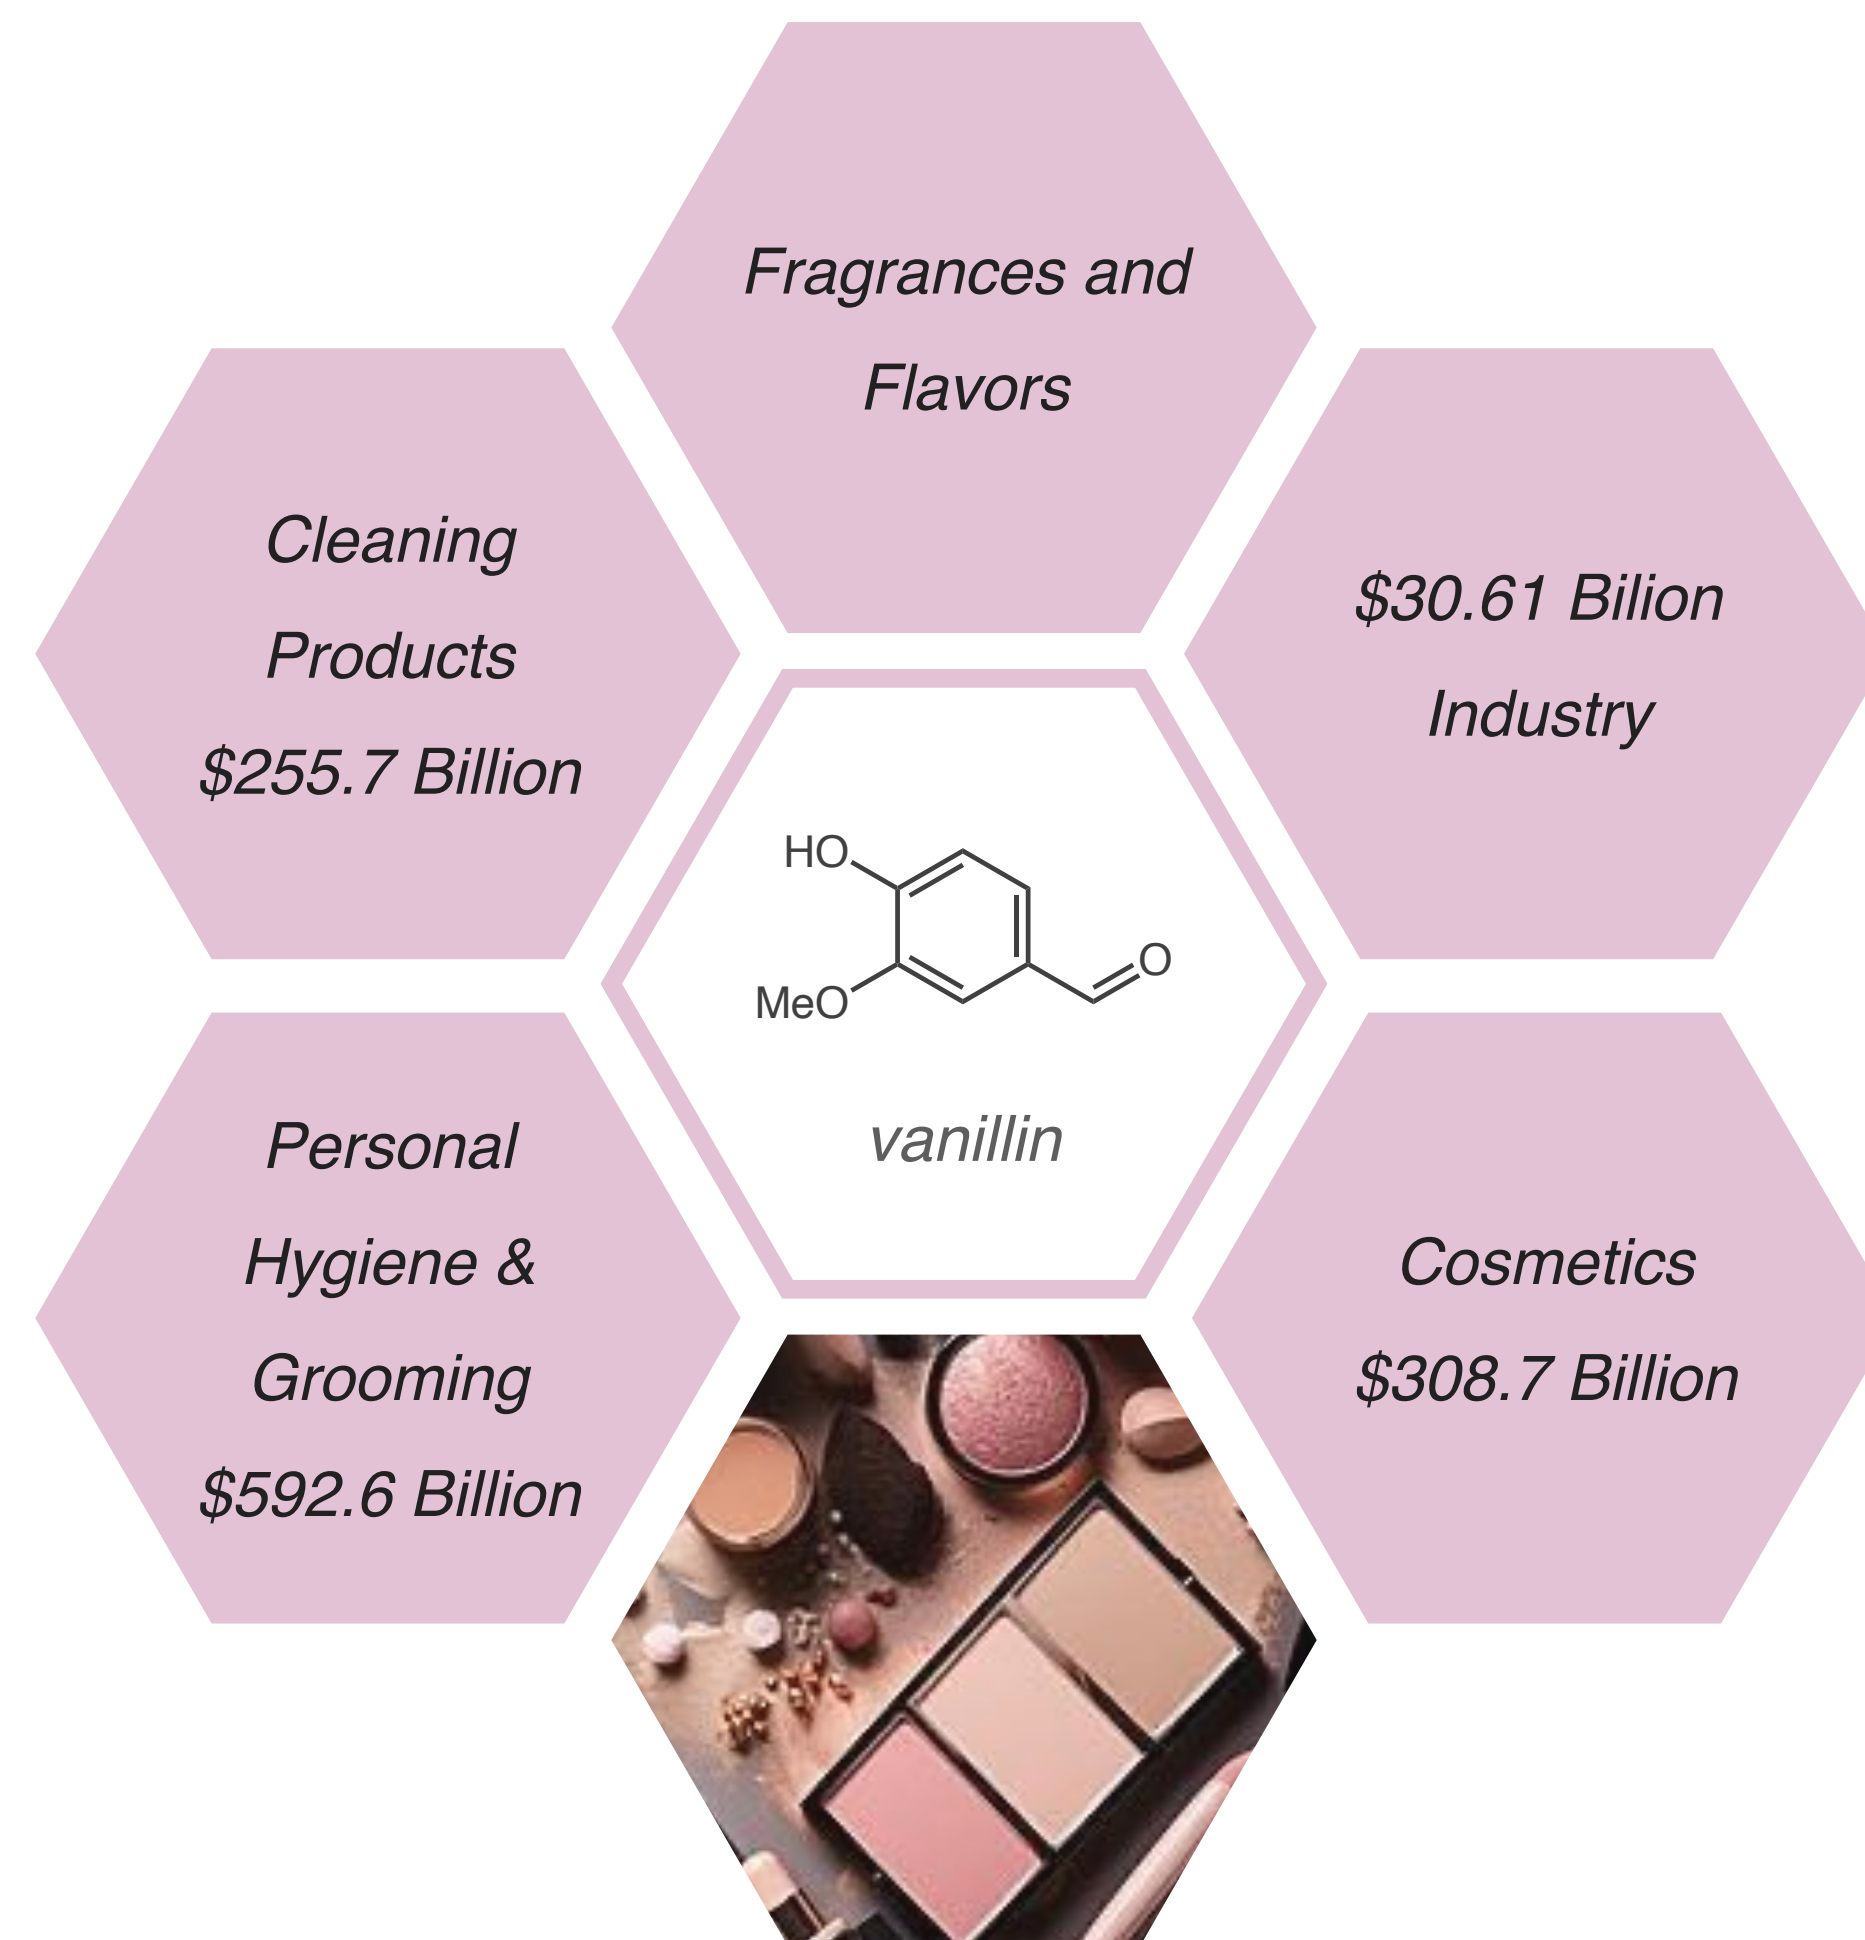 Fragrances and
Flavors
Cleaning
Products
$255.7 Billion
$30.61 Bilion
Industry
HO
MeO
O
vanillin
Personal
Hygiene &
Grooming
$592.6 Billion
Cosmetics
$308.7 Billion